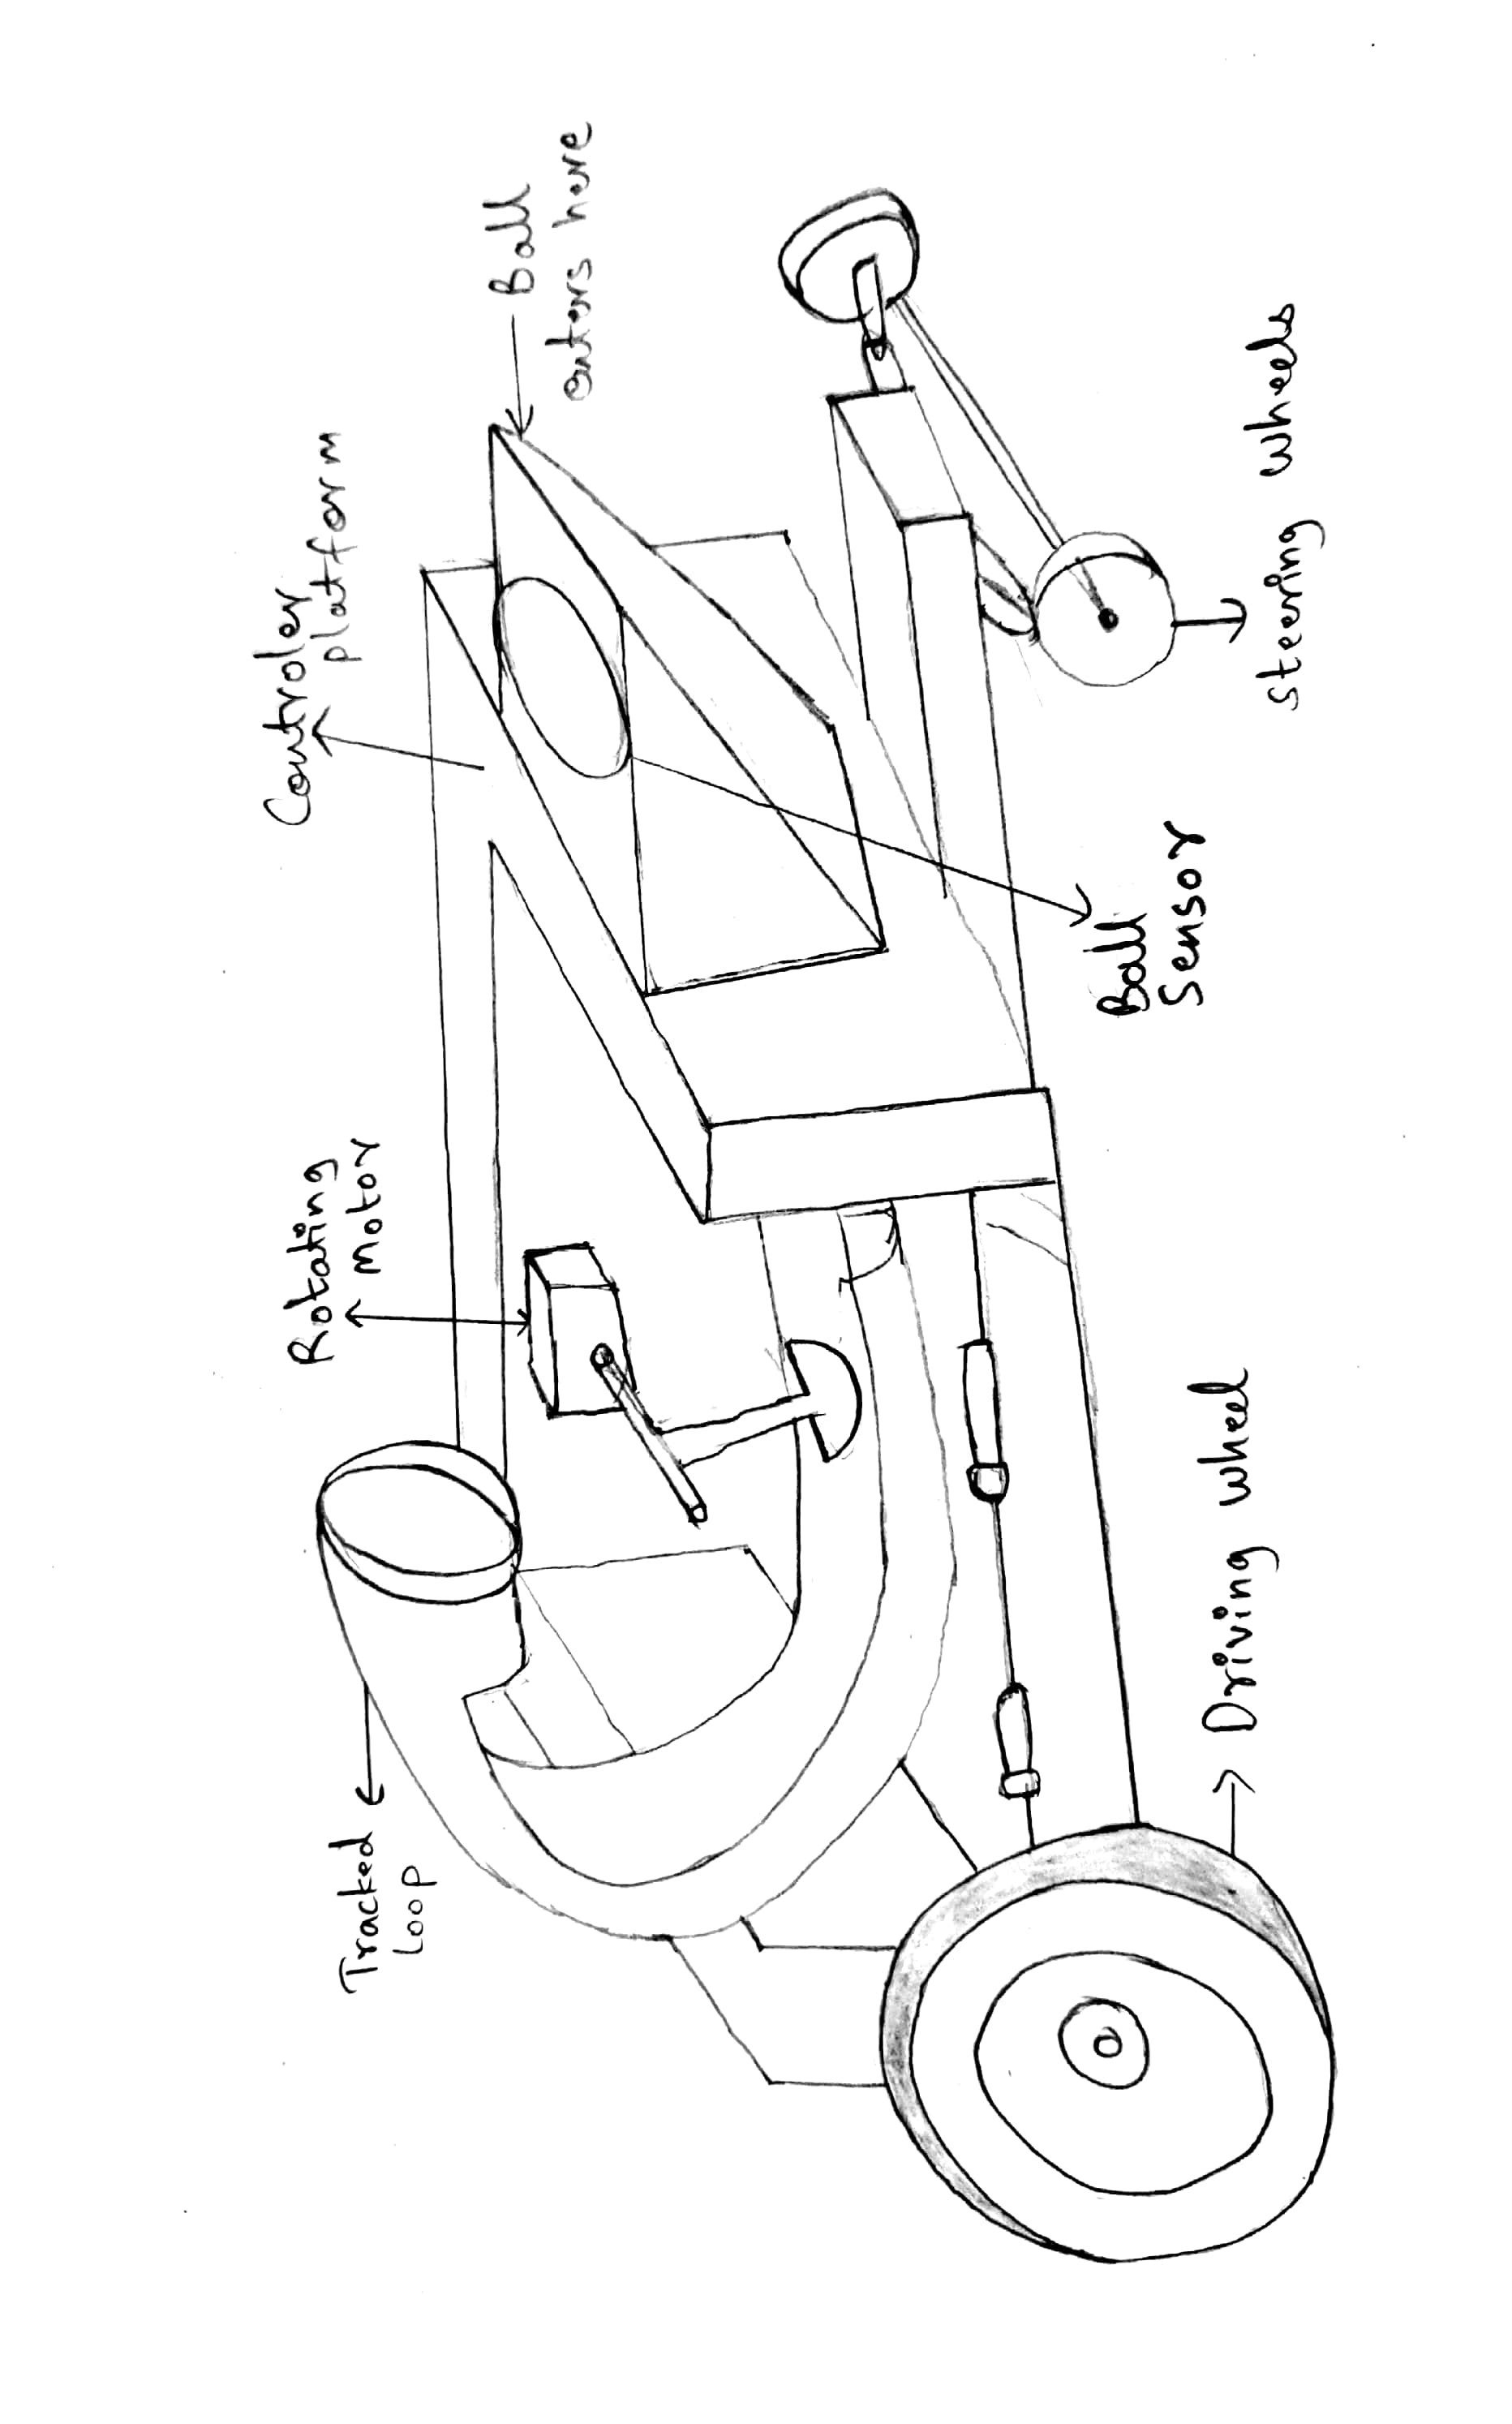 Controler
platform
Rotating
Motor
Tracked
Loop
Ball
enters here
Ball
Sensor
Driving wheel
steering wheels